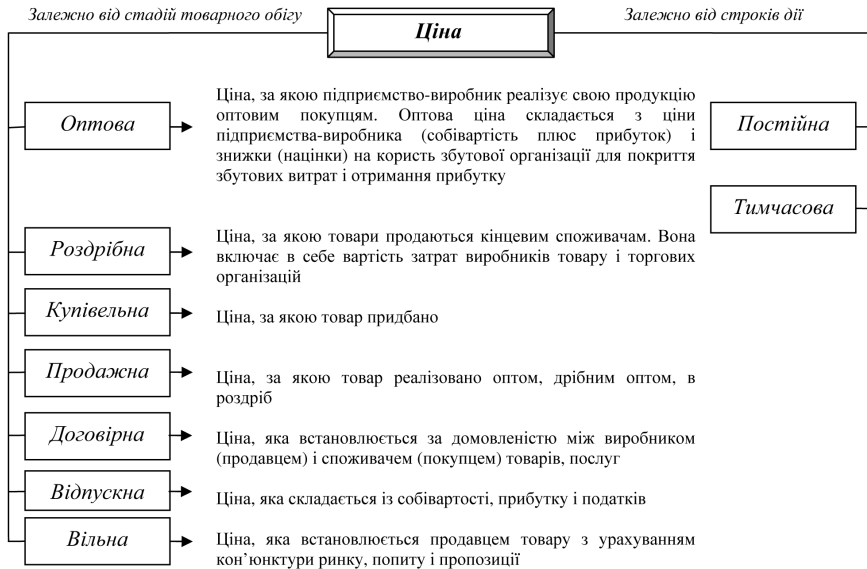 Залежно від стадій товарного обігу
Ціна
Залежно від строків дії
Оптова
Ціна, за якою підприємство-виробник реалізує свою продукцію
оптовим покупцям. Оптова ціна складається з ціни
підприємства-виробника (собівартість плюс прибуток) і
знижки (націнки) на користь збутової організації для покриття
збутових витрат і отримання прибутку
Постійна
Тимчасова
Роздрібна
Ціна, за якою товари продаються кінцевим споживачам. Вона
включає в себе вартість затрат виробників товару і торгових
організацій
Купівельна
Ціна, за якою товар придбано
Продажна
Ціна, за якою товар реалізовано оптом, дрібним оптом, в
роздріб
Договірна
Ціна, яка встановлюється за домовленістю між виробником
(продавцем) і споживачем (покупцем) товарів, послуг
Відпускна
Ціна, яка складається із собівартості, прибутку і податків
Вільна
Ціна, яка встановлюється продавцем товару з урахуванням
кон’юнктури ринку, попиту і пропозиції